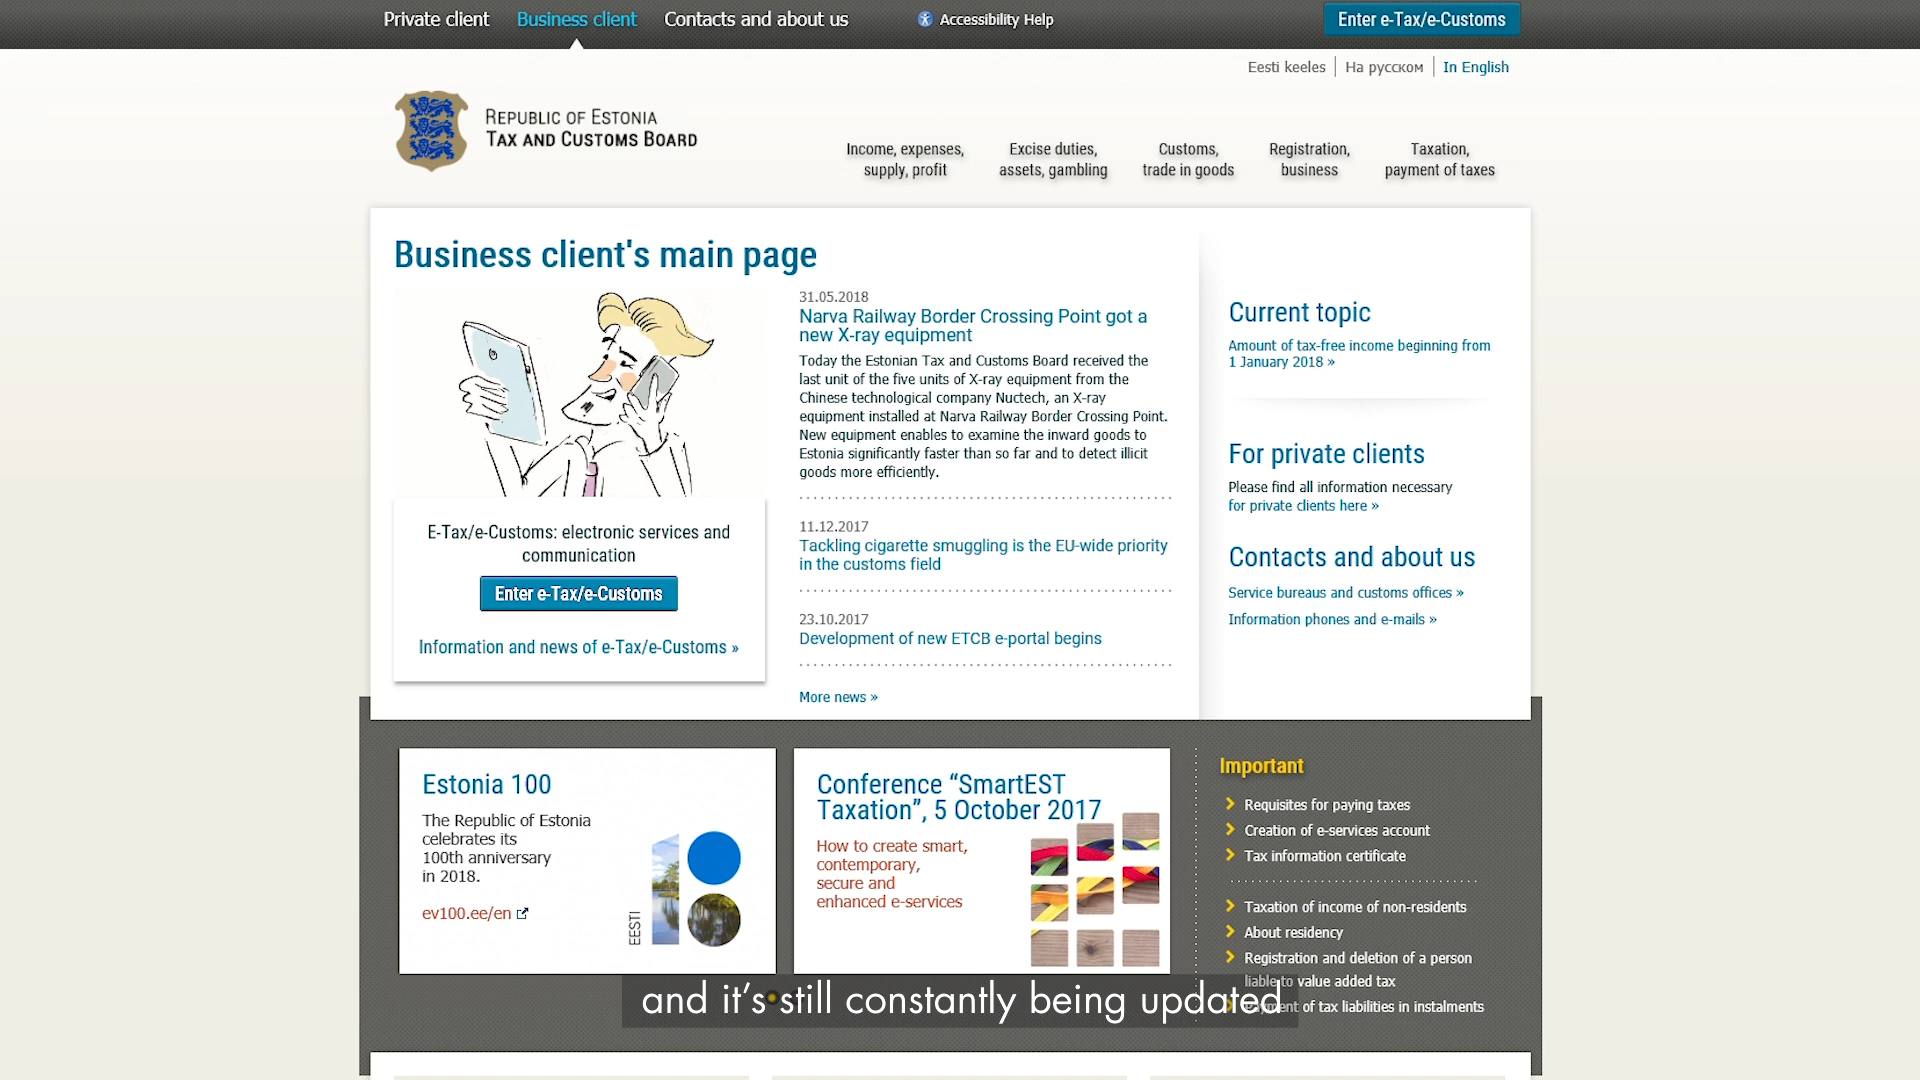 Private client
Business client
Contacts and about us
Accessibility Help
Enter e-Tax/e-Customs
Eesti keeles
На русском
In English
REPUBLIC OF ESTONIA
TAX AND CUSTOMS BOARD
Income, expenses,
supply, profit
Excise duties,
assets, gambling
Customs,
trade in goods
Registration,
business
Taxation,
payment of taxes
Business client's main page
E-Tax/e-Customs: electronic services and
communication
Enter e-Tax/e-Customs
Information and news of e-Tax/e-Customs »
31.05.2018
Narva Railway Border Crossing Point got a
new X-ray equipment
Today the Estonian Tax and Customs Board received the
last unit of the five units of X-ray equipment from the
Chinese technological company Nuctech, an X-ray
equipment installed at Narva Railway Border Crossing Point.
New equipment enables to examine the inward goods to
Estonia significantly faster than so far and to detect illicit
goods more efficiently.
11.12.2017
Tackling cigarette smuggling is the EU-wide priority
in the customs field
23.10.2017
Development of new ETCB e-portal begins
More news »
Current topic
Amount of tax-free income beginning from
1 January 2018 »
For private clients
Please find all information necessary
for private clients here »
Contacts and about us
Service bureaus and customs offices »
Information phones and e-mails »
Estonia 100
The Republic of Estonia
celebrates its
100th anniversary
in 2018.
ev100.ee/en
EESTI
Conference “SmartEST
Taxation”, 5 October 2017
How to create smart,
contemporary,
secure and
enhanced e-services
Important
Requisites for paying taxes
Creation of e-services account
Tax information certificate
Taxation of income of non-residents
About residency
Registration and deletion of a person
liable to value added tax
Payment of tax liabilities in instalments
and it’s still constantly being updated